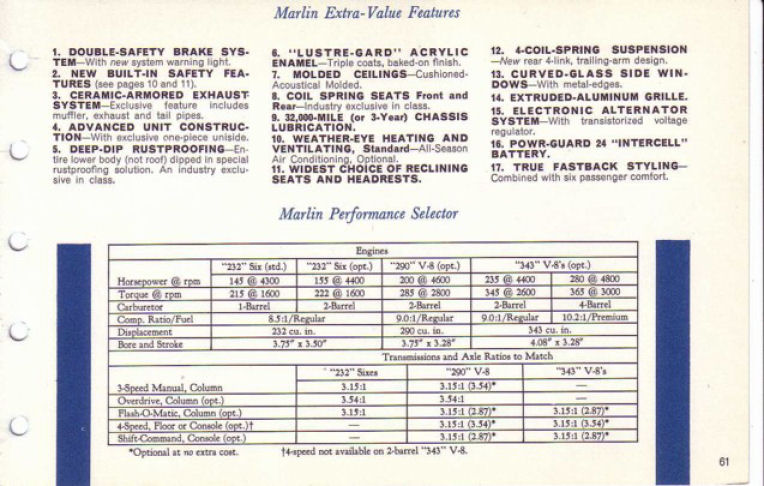 Marlin Extra-Value Features
1. DOUBLE-SAFETY BRAKE SYS-
TEM—With new system warning light.
2. NEW BUILT-IN SAFETY FEA-
TURES (see pages 10 and 11).
3. CERAMIC-ARMORED EXHAUST
SYSTEM—Exclusive feature includes
muffler, exhaust and tail pipes.
4. ADVANCED UNIT CONSTRUC-
TION—With exclusive one-piece uniside.
5. DEEP-DIP RUSTPROOFING—En-
tire lower body (not roof) dipped in special
rustproofing solution. An industry exclu-
sive in class.
6. "LUSTRE-GARD" ACRYLIC
ENAMEL—Triple coats, baked-on finish.
7. MOLDED CEILINGS—Cushioned-
Acoustical Molded.
8. COIL SPRING SEATS Front and
Rear—Industry exclusive in class.
9. 32,000-MILE (or 3-Year) CHASSIS
LUBRICATION.
10. WEATHER-EYE HEATING AND
VENTILATING, Standard—All-Season
Air Conditioning, Optional.
11. WIDEST CHOICE OF RECLINING
SEATS AND HEADRESTS.
12. 4-COIL-SPRING SUSPENSION
—New rear 4-link, trailing-arm design.
13. CURVED-GLASS SIDE WIN-
DOWS—With metal-edges.
14. EXTRUDED-ALUMINUM GRILLE.
15. ELECTRONIC ALTERNATOR
SYSTEM—With transistorized voltage
regulator.
16. POWR-GUARD 24 "INTERCELL"
BATTERY.
17. TRUE FASTBACK STYLING—
Combined with six passenger comfort.
Marlin Performance Selector
Engines
"232" Six (std.) "232" Six (opt.) "290" V-8 (opt.) "343" V-8's (opt.)
Horsepower @ rpm 145 @ 4300 155 @ 4400 200 @ 4600 235 @ 4400 280 @ 4800
Torque @ rpm 215 @ 1600 222 @ 1600 285 @ 2800 345 @ 2600 365 @ 3000
Carburetor 1-Barrel 2-Barrel 2-Barrel 2-Barrel 4-Barrel
Comp. Ratio/Fuel 8.5:1/Regular 9.0:1/Regular 9.0:1/Regular 10.2:1/Premium
Displacement 232 cu. in. 290 cu. in. 343 cu. in.
Bore and Stroke 3.75" x 3.50" 3.75" x 3.28" 4.08" x 3.28"
Transmissions and Axle Ratios to Match
"232" Sixes "290" V-8 "343" V-8's
3-Speed Manual, Column 3.15:1 3.15:1 (3.54)* —
Overdrive, Column (opt.) 3.54:1 3.54:1 —
Flash-O-Matic, Column (opt.) 3.15:1 3.15:1 (2.87)* 3.15:1 (2.87)*
4-Speed, Floor or Console (opt.)† — 3.15:1 (3.54)* 3.15:1 (3.54)*
Shift-Command, Console (opt.) — 3.15:1 (2.87)* 3.15:1 (2.87)*
*Optional at no extra cost. †4-speed not available on 2-barrel "343" V-8.
61